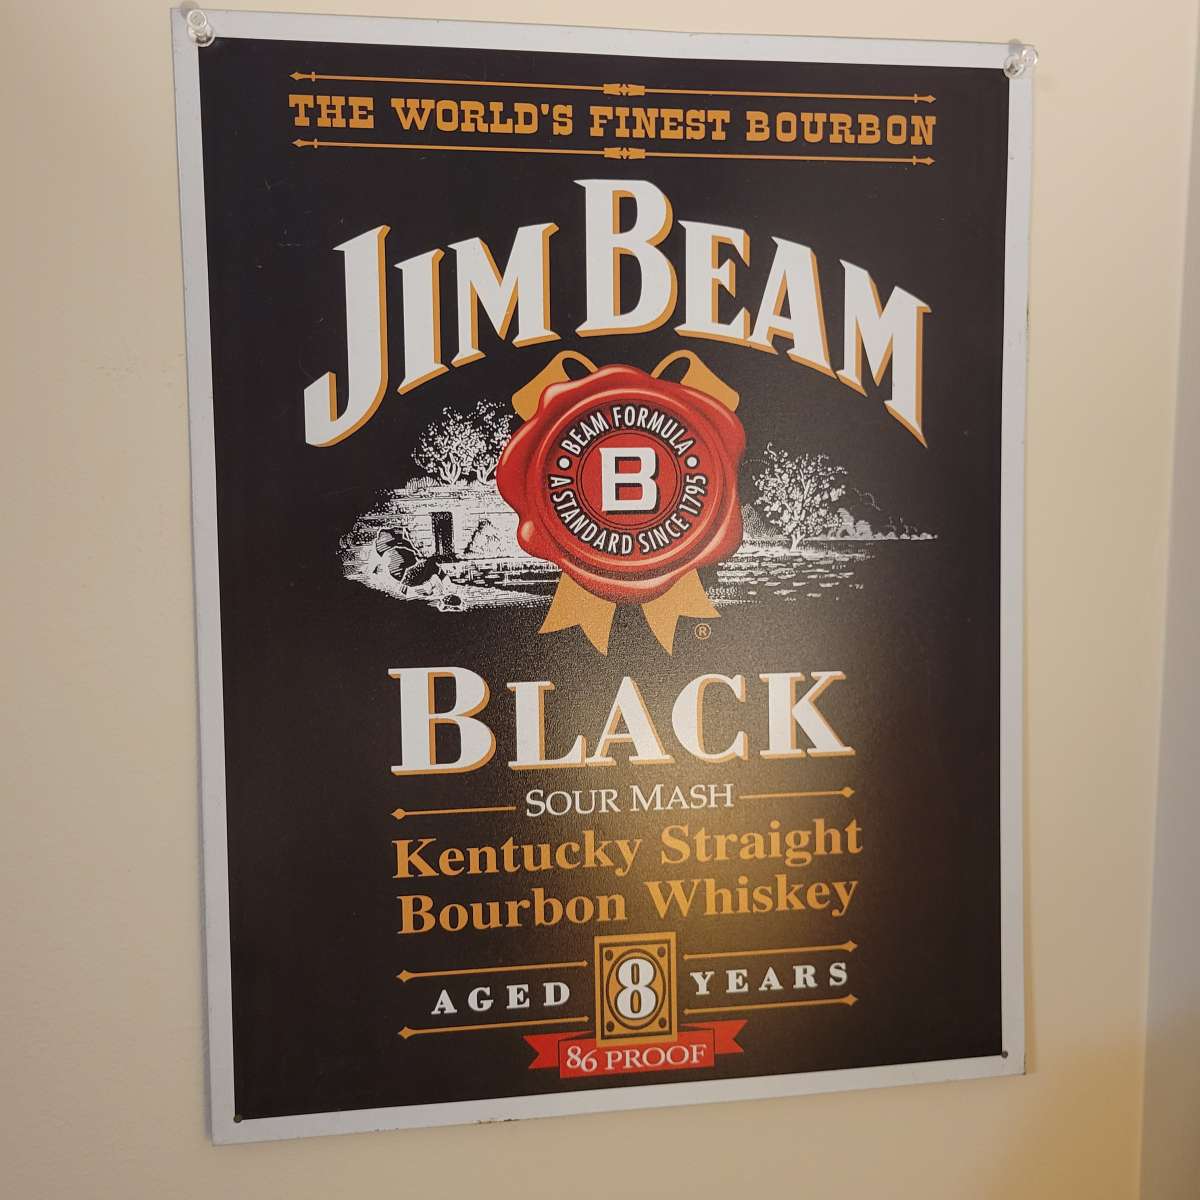 THE WORLD'S FINEST BOURBON
JIM BEAM
BEAM FORMULA
B
A STANDARD SINCE 1795
®
BLACK
SOUR MASH
Kentucky Straight
Bourbon Whiskey
AGED 8 YEARS
86 PROOF